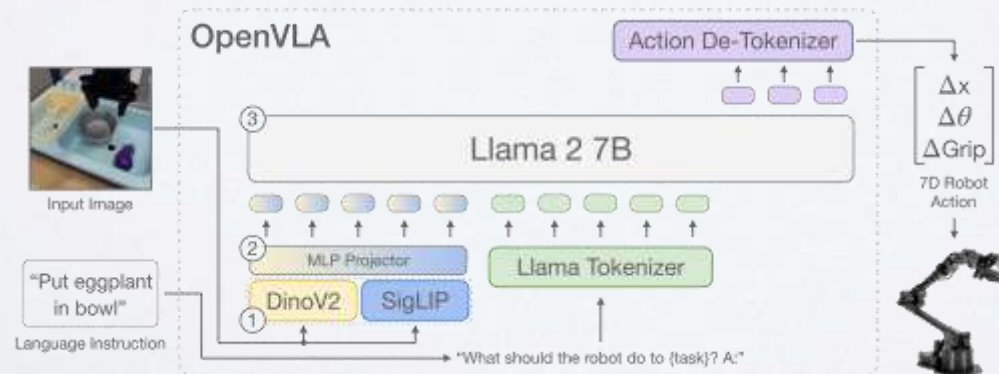 OpenVLA
Action De-Tokenizer
Δx
Δθ
ΔGrip
7D Robot
Action
3
Llama 2 7B
Input Image
2
MLP Projector
Llama Tokenizer
"Put eggplant
in bowl"
Language Instruction
DinoV2
SigLIP
1
"What should the robot do to {task}? A:"